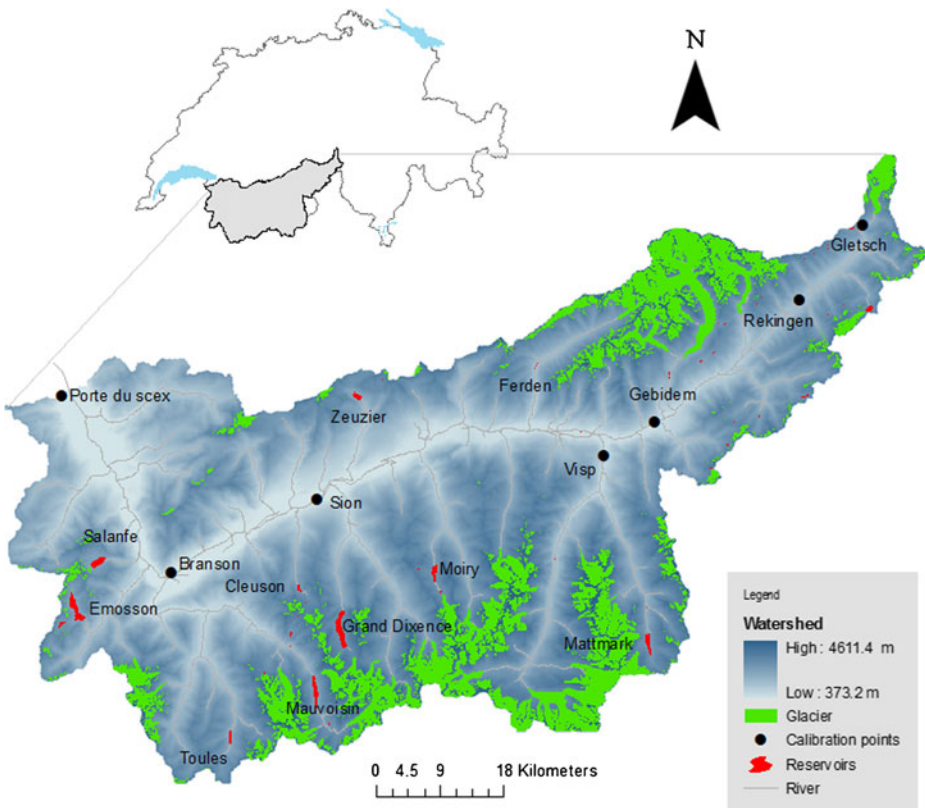 N
Gletsch
Rekingen
Ferden
Gebidem
Porte du scex
Zeuzier
Visp
Sion
Salanfe
Branson
Cleuson
Moiry
Emosson
Grand Dixence
Mattmark
Mauvoisin
Toules
0 4.5 9 18 Kilometers
Legend
Watershed
High : 4611.4 m
Low : 373.2 m
Glacier
Calibration points
Reservoirs
River